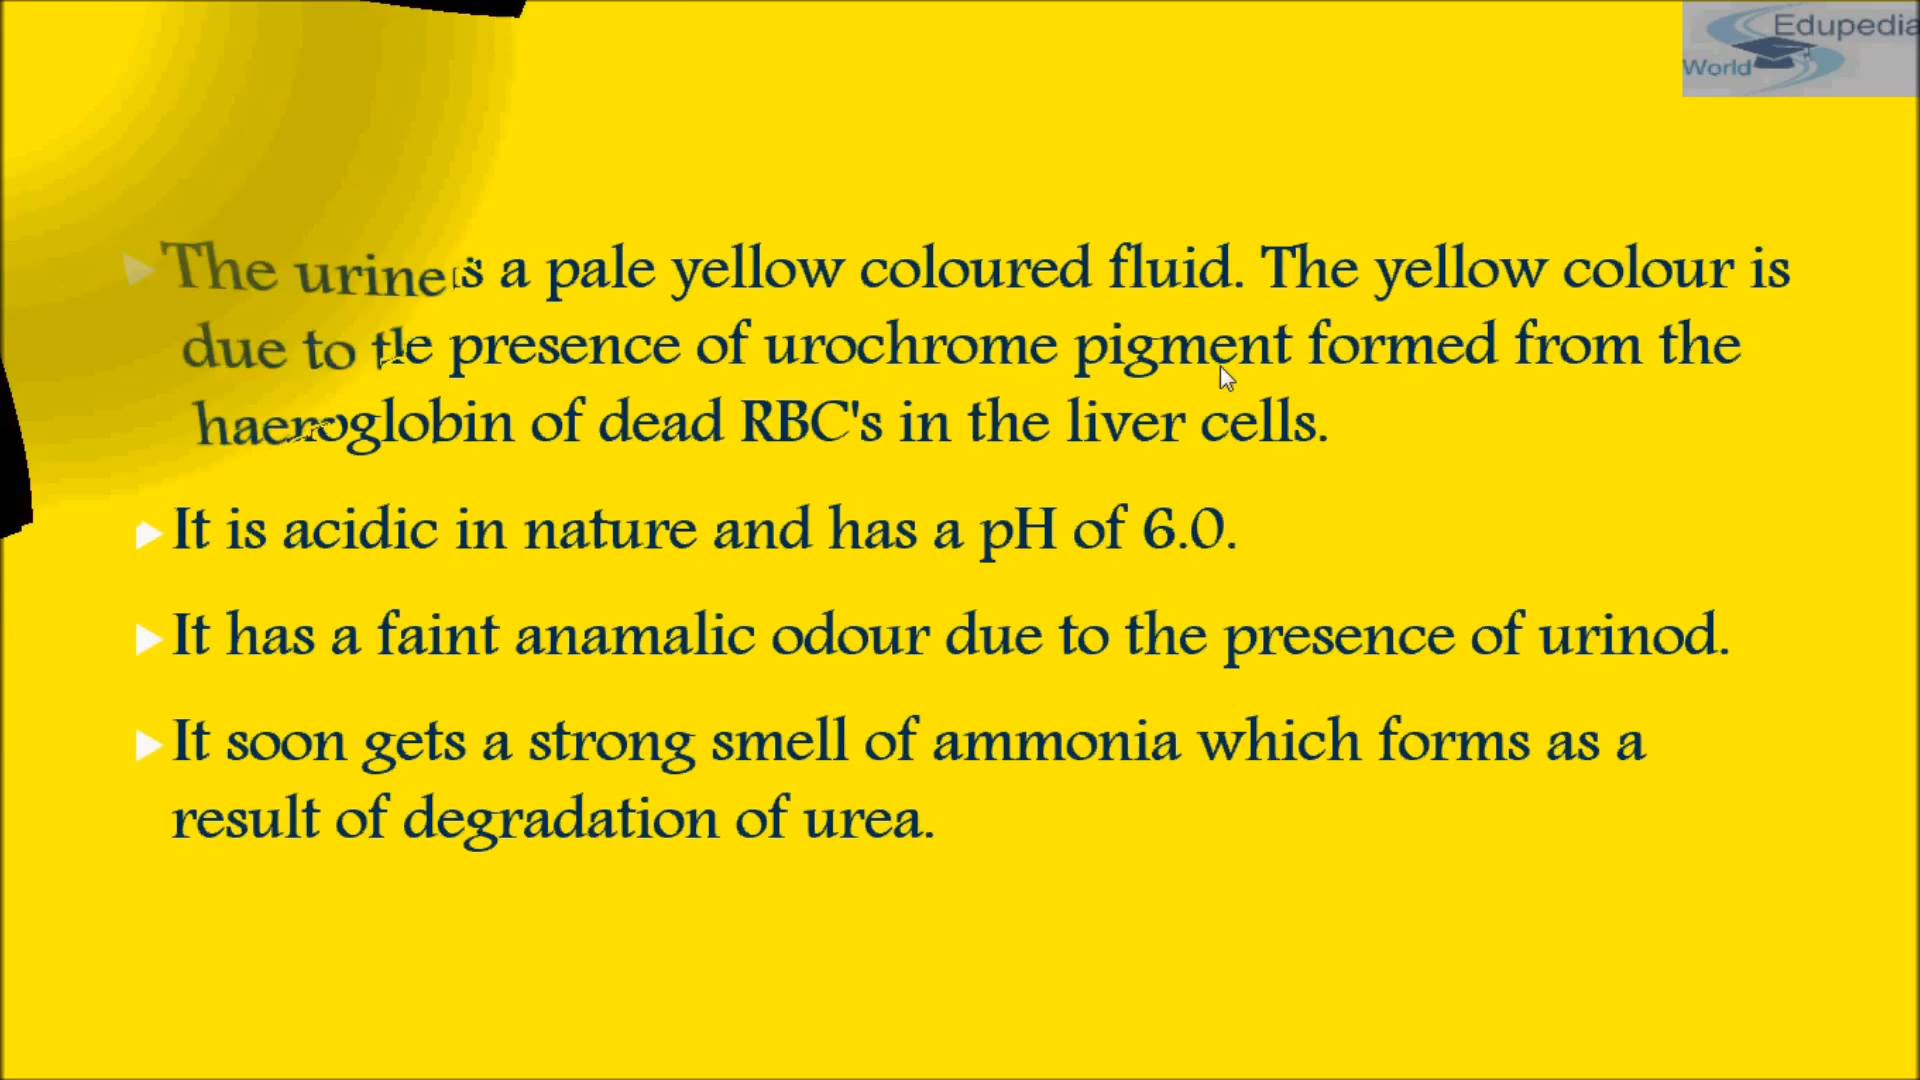 Edupedia
World
The urine is a pale yellow coloured fluid. The yellow colour is
due to the presence of urochrome pigment formed from the
haemoglobin of dead RBC's in the liver cells.
It is acidic in nature and has a pH of 6.0.
It has a faint anamalic odour due to the presence of urinod.
It soon gets a strong smell of ammonia which forms as a
result of degradation of urea.